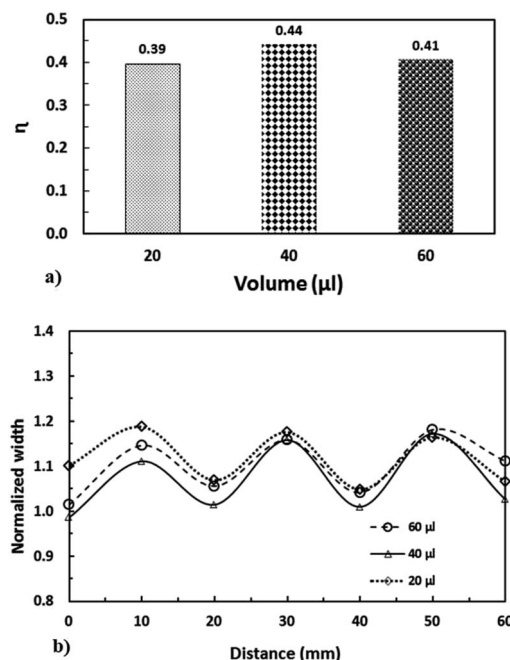 0.5
0.4
0.3
0.2
0.1
0.0
η
0.39
0.44
0.41
20
40
60
Volume (µl)
a)
1.4
1.3
1.2
1.1
1.0
0.9
0.8
Normalized width
60 µl
40 µl
20 µl
0
10
20
30
40
50
60
b)
Distance (mm)